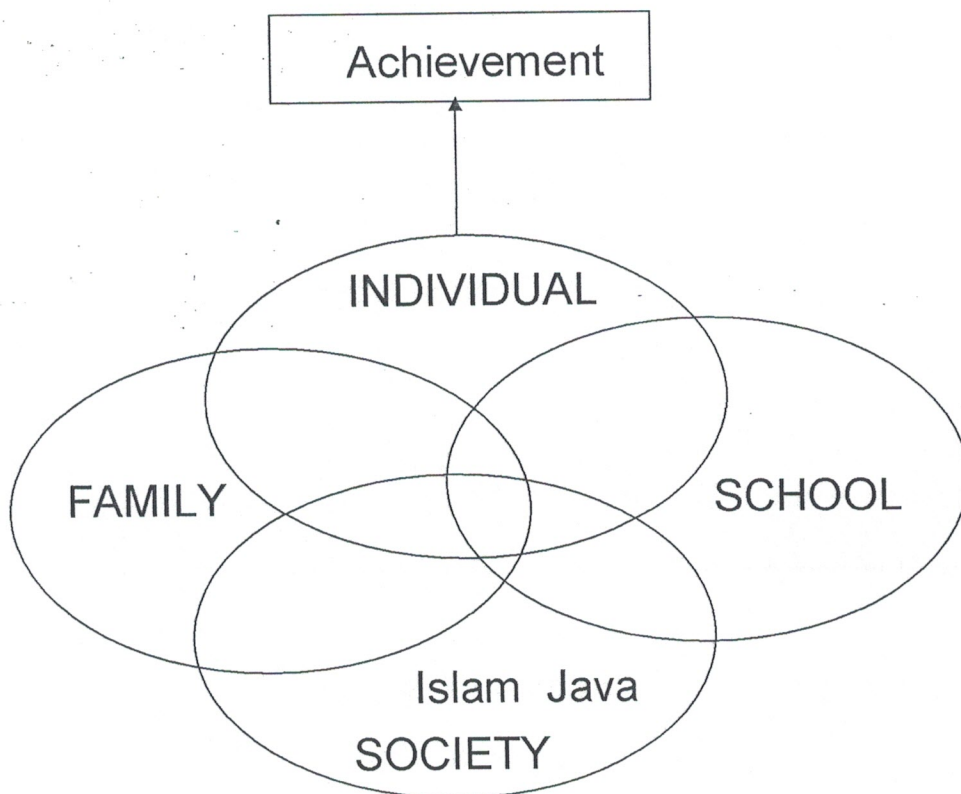 Achievement
INDIVIDUAL
FAMILY
SCHOOL
Islam Java
SOCIETY